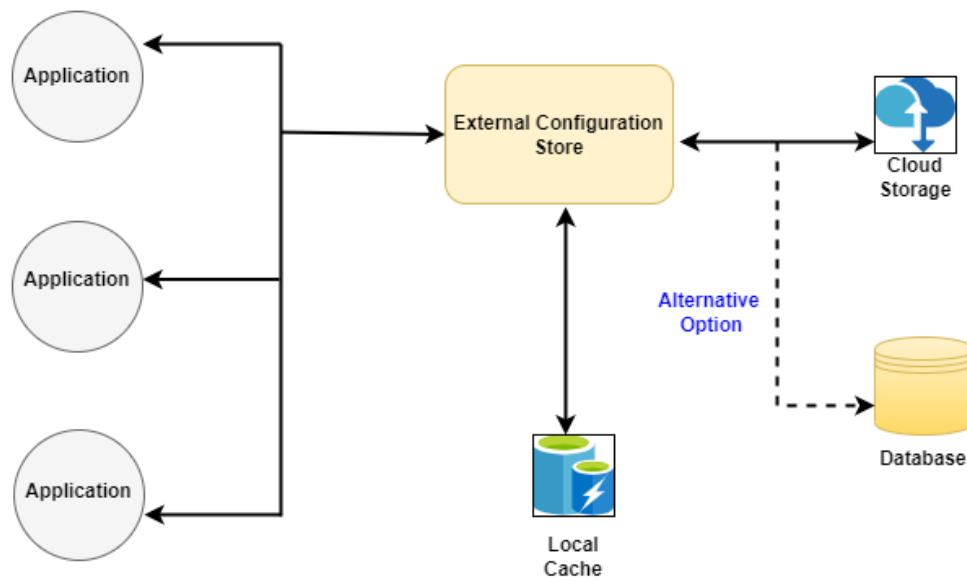 Application
External Configuration
Store
Cloud
Storage
Application
Alternative
Option
Database
Application
Local
Cache